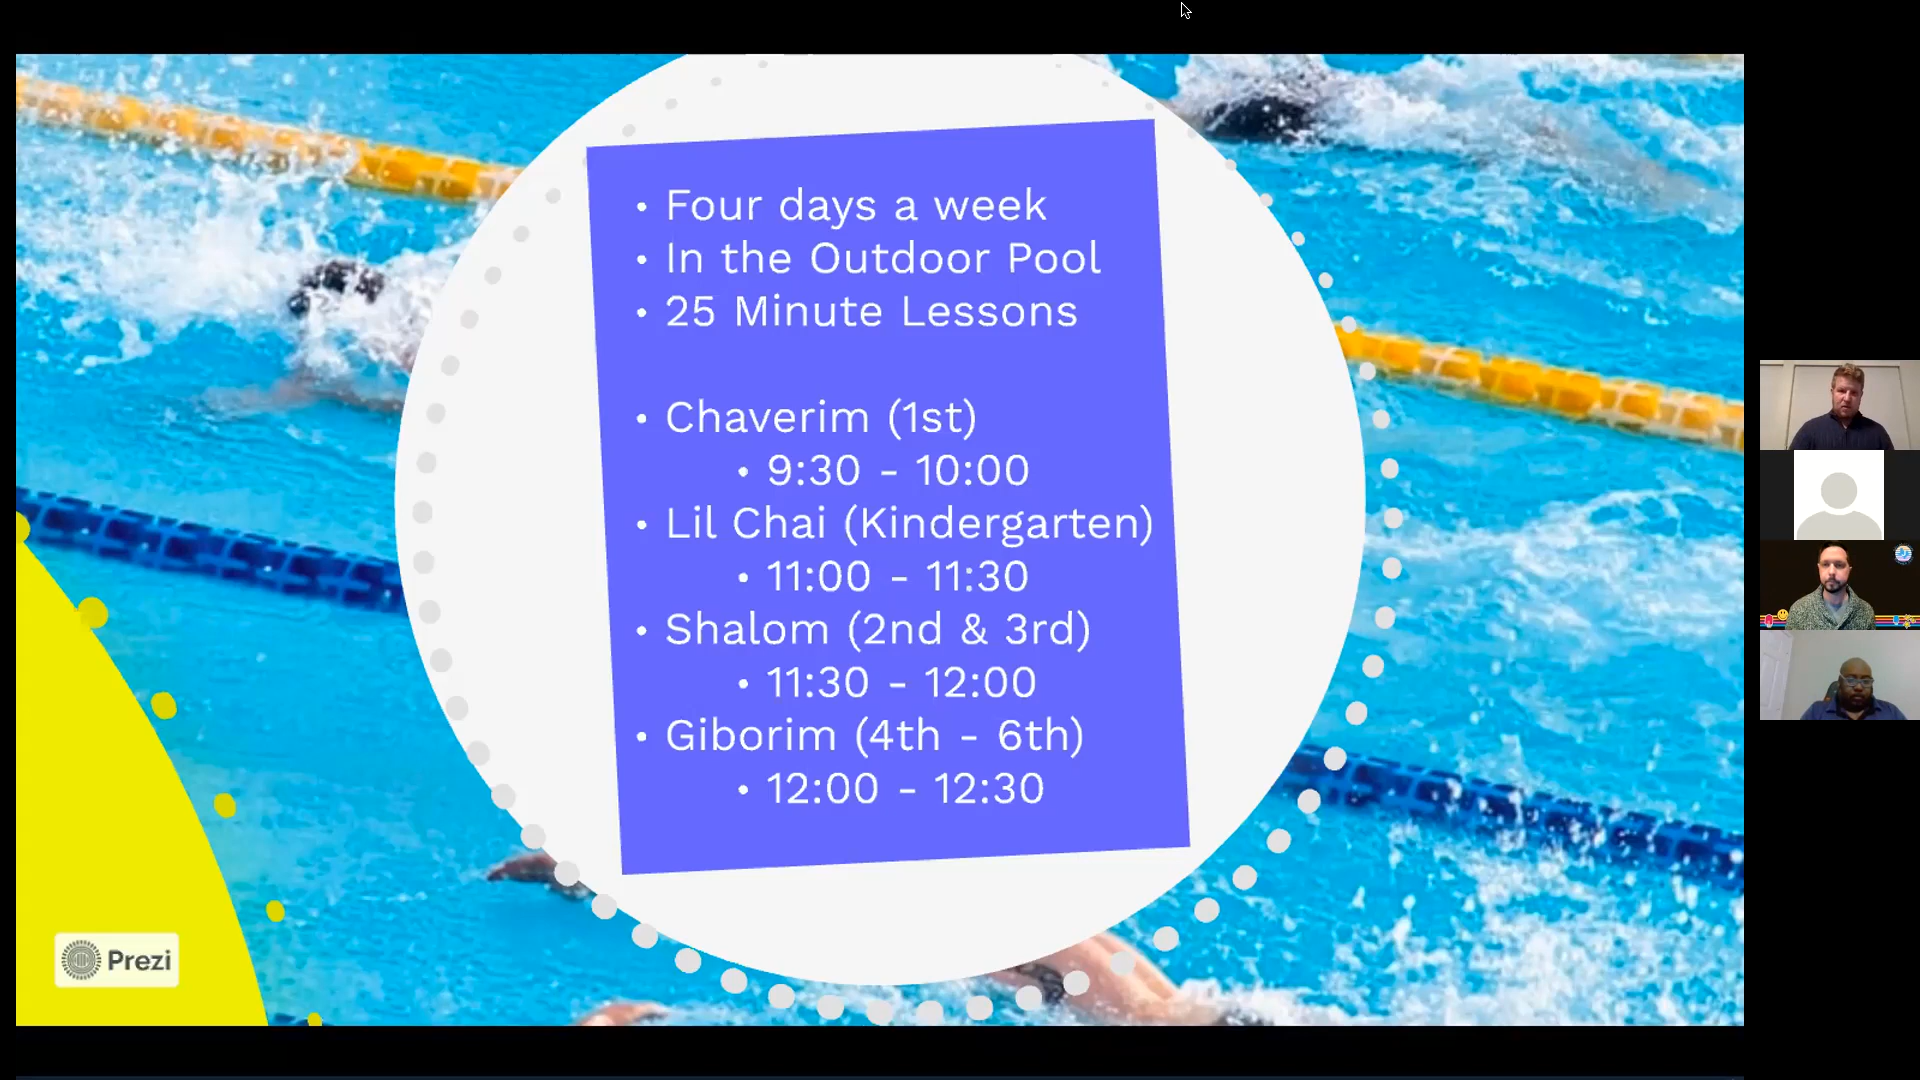 • Four days a week
• In the Outdoor Pool
• 25 Minute Lessons
• Chaverim (1st)
• 9:30 - 10:00
• Lil Chai (Kindergarten)
• 11:00 - 11:30
• Shalom (2nd & 3rd)
• 11:30 - 12:00
• Giborim (4th - 6th)
• 12:00 - 12:30
Prezi